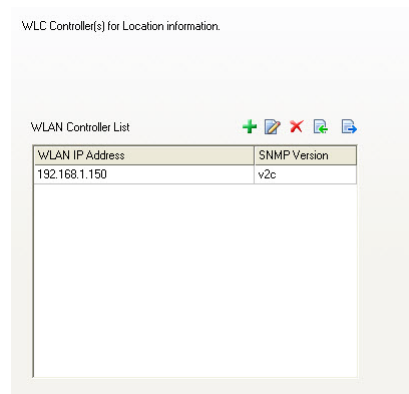 WLC Controller(s) for Location information.
WLAN Controller List
WLAN IP Address SNMP Version
192.168.1.150 v2c